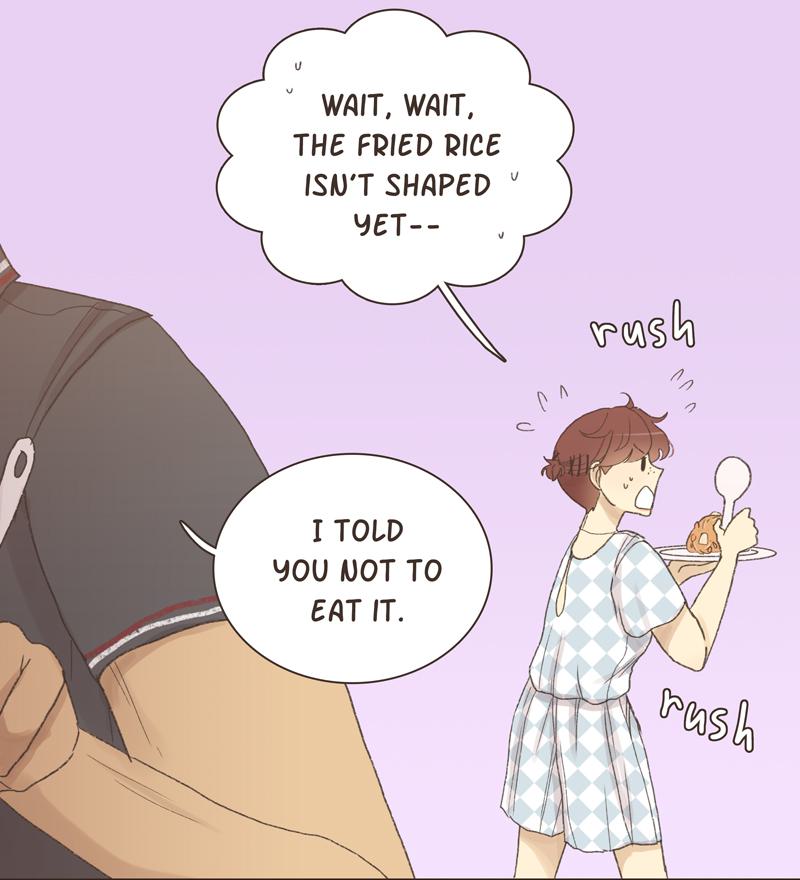 WAIT, WAIT,
THE FRIED RICE
ISN'T SHAPED
YET--
rush
I TOLD
YOU NOT TO
EAT IT.
rush